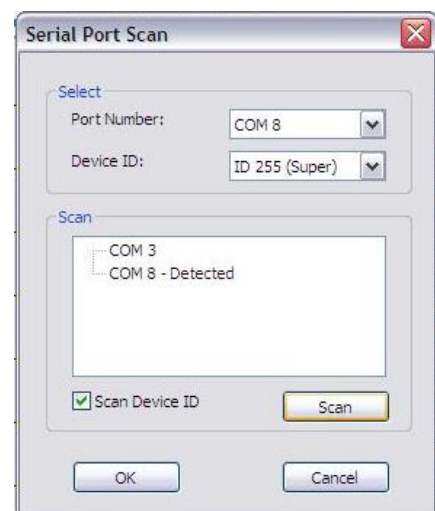 Serial Port Scan
Select
Port Number: COM 8
Device ID: ID 255 (Super)
Scan
COM 3
COM 8 - Detected
Scan Device ID Scan
OK Cancel